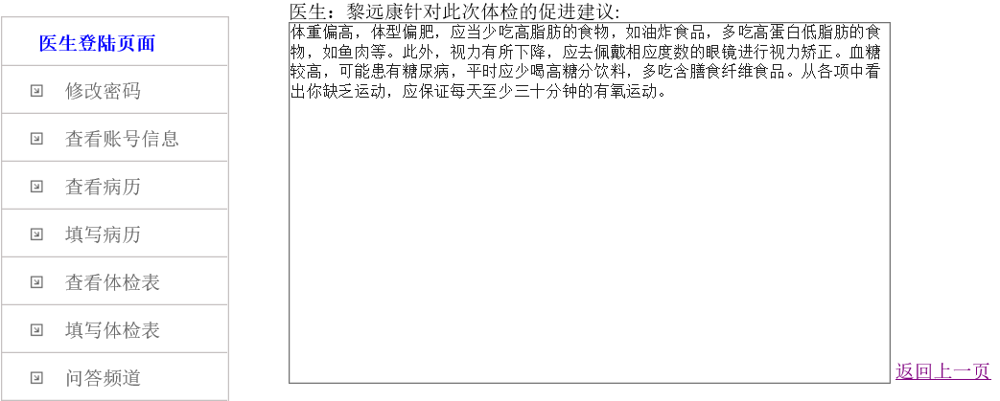 医生登陆页面
修改密码
查看账号信息
查看病历
填写病历
查看体检表
填写体检表
问答频道
医生：黎远康针对此次体检的促进建议:
体重偏高，体型偏肥，应当少吃高脂肪的食物，如油炸食品，多吃高蛋白低脂肪的食
物，如鱼肉等。此外，视力有所下降，应去佩戴相应度数的眼镜进行视力矫正。血糖
较高，可能患有糖尿病，平时应少喝高糖分饮料，多吃含膳食纤维食品。从各项中看
出你缺乏运动，应保证每天至少三十分钟的有氧运动。
返回上一页